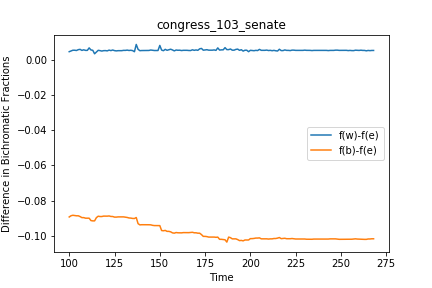 congress_103_senate
Difference in Bichromatic Fractions
0.00
−0.02
−0.04
−0.06
−0.08
−0.10
f(w)-f(e)
f(b)-f(e)
100 125 150 175 200 225 250 275
Time